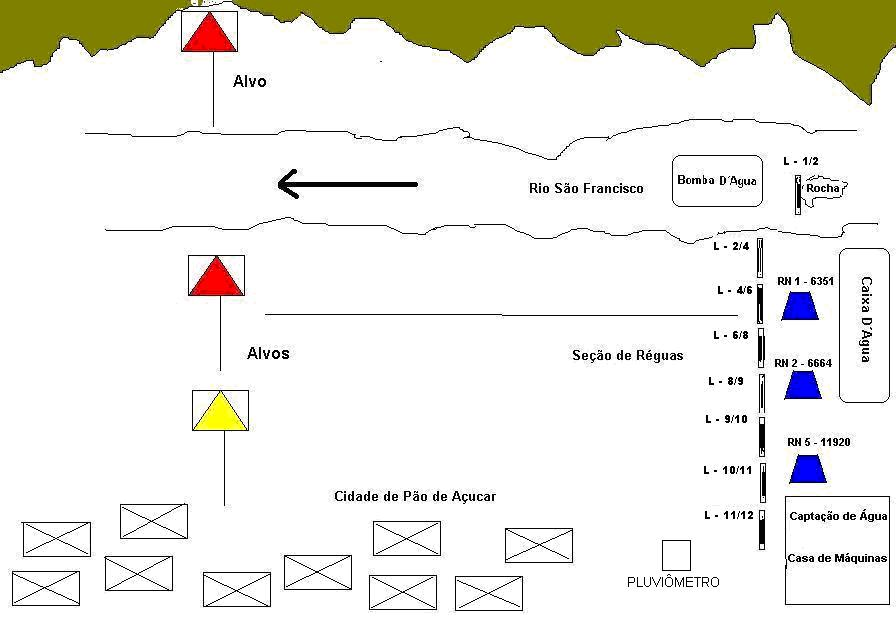 Alvo
L - 1/2
Bomba D´Agua
Rio São Francisco
Rocha
L - 2/4
RN 1 - 6351
L - 4/6
Caixa D´Agua
L - 6/8
Alvos
Seção de Réguas
RN 2 - 6664
L - 8/9
L - 9/10
RN 5 - 11920
L - 10/11
Cidade de Pão de Açucar
L - 11/12
Captação de Água
Casa de Máquinas
PLUVIÔMETRO